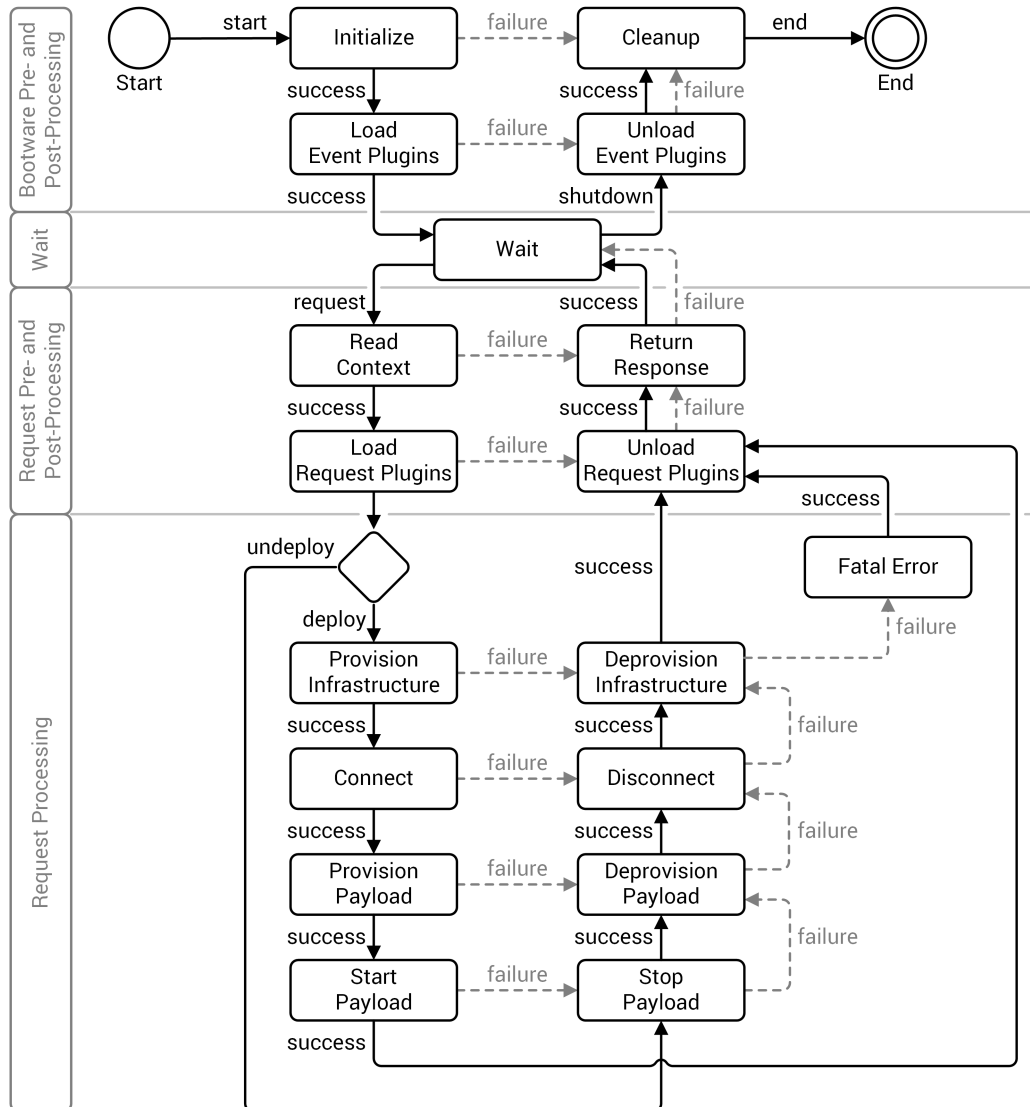 Bootware Pre- and
Post-Processing
start
Initialize
failure
Cleanup
end
Start
End
success
success
failure
Load
Event Plugins
failure
Unload
Event Plugins
success
shutdown
Wait
Wait
request
success
failure
Request Pre- and
Post-Processing
Read
Context
failure
Return
Response
success
success
failure
Load
Request Plugins
failure
Unload
Request Plugins
success
Request Processing
undeploy
success
Fatal Error
deploy
failure
Provision
Infrastructure
failure
Deprovision
Infrastructure
success
success
failure
Connect
failure
Disconnect
success
success
failure
Provision
Payload
failure
Deprovision
Payload
success
success
failure
Start
Payload
failure
Stop
Payload
success